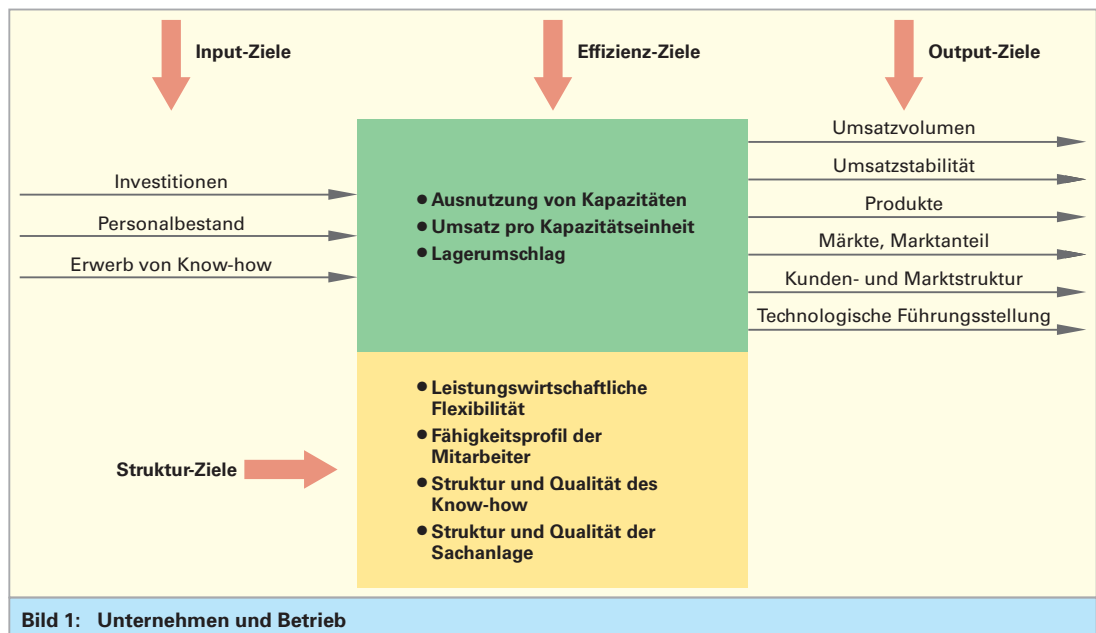 Input-Ziele
Effizienz-Ziele
Output-Ziele
Investitionen
Personalbestand
Erwerb von Know-how
• Ausnutzung von Kapazitäten
• Umsatz pro Kapazitätseinheit
• Lagerumschlag
Umsatzvolumen
Umsatzstabilität
Produkte
Märkte, Marktanteil
Kunden- und Marktstruktur
Technologische Führungsstellung
Struktur-Ziele
• Leistungswirtschaftliche
Flexibilität
• Fähigkeitsprofil der
Mitarbeiter
• Struktur und Qualität des
Know-how
• Struktur und Qualität der
Sachanlage
Bild 1: Unternehmen und Betrieb